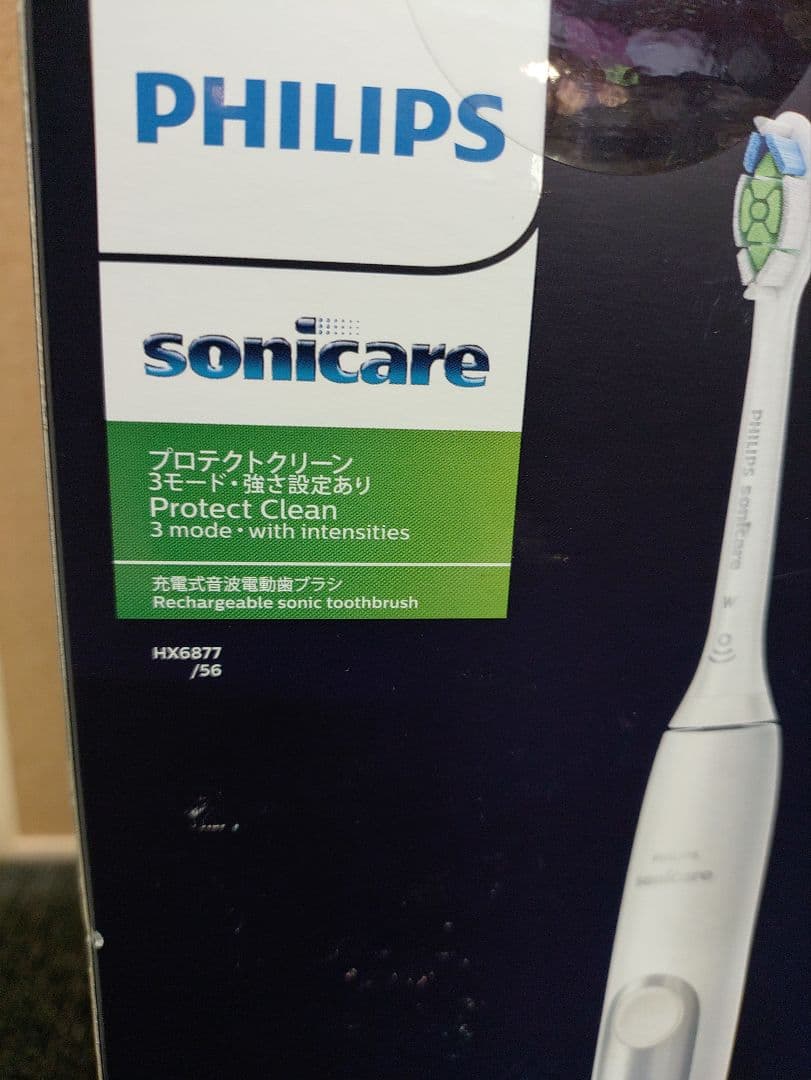 PHILIPS
sonicare
プロテクトクリーン
3モード・強さ設定あり
Protect Clean
3 mode・with intensities
充電式音波電動歯ブラシ
Rechargeable sonic toothbrush
HX6877
/56
PHILIPS sonicare
W
PHILIPS
sonicare